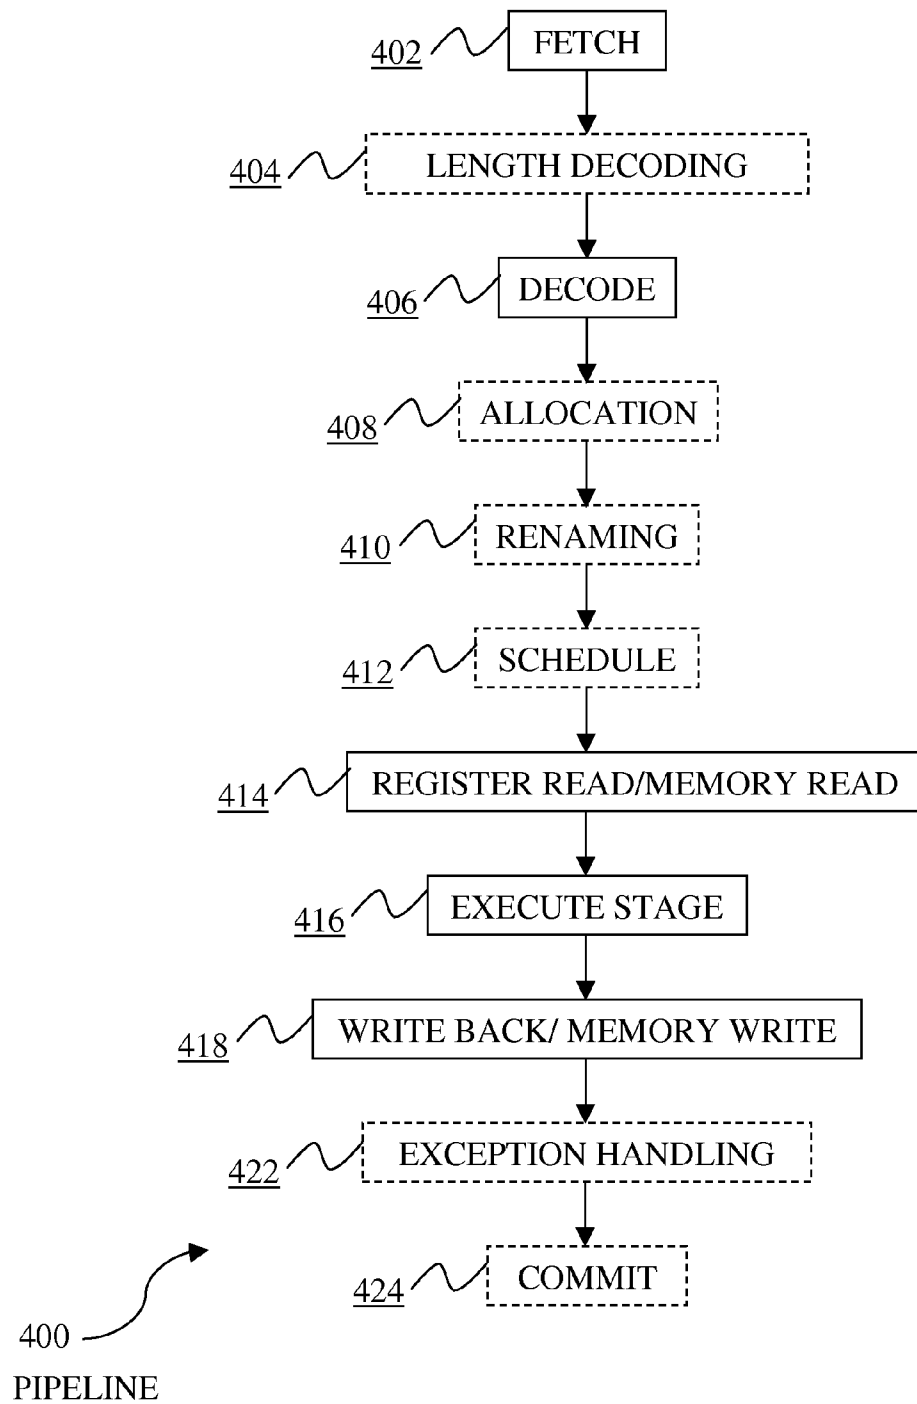 402 FETCH
404 LENGTH DECODING
406 DECODE
408 ALLOCATION
410 RENAMING
412 SCHEDULE
414 REGISTER READ/MEMORY READ
416 EXECUTE STAGE
418 WRITE BACK/ MEMORY WRITE
422 EXCEPTION HANDLING
424 COMMIT
400
PIPELINE